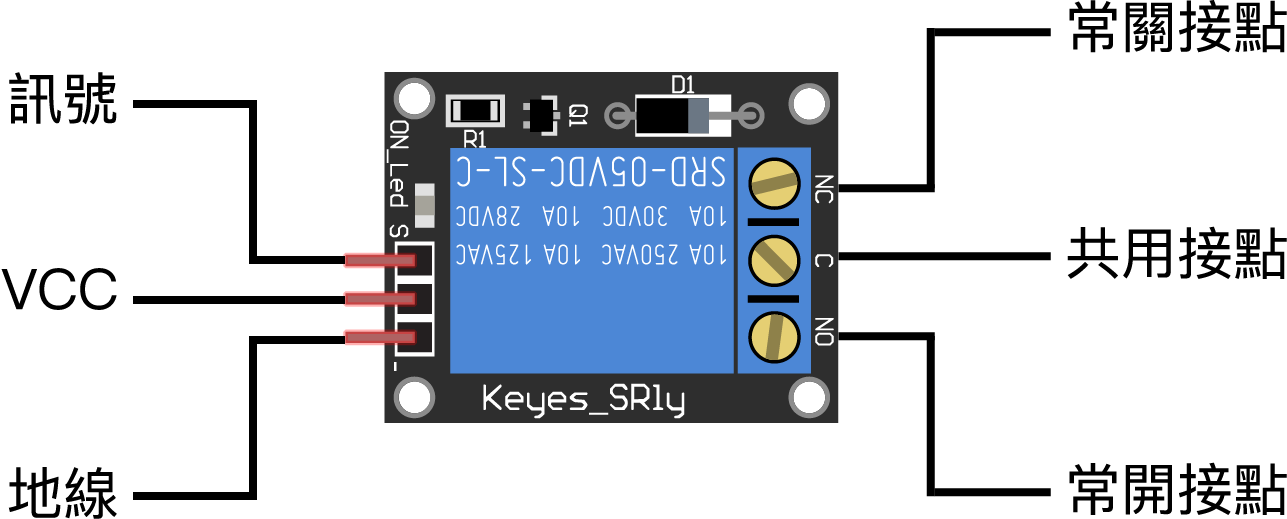 常關接點
訊號
D1
Q1
R1
ON_Led
SRD-05VDC-SL-C
NC
10A 30VDC 10A 28VDC
S
10A 250VAC 10A 125VAC
C
共用接點
VCC
NO
-
Keyes_SRly
地線
常開接點